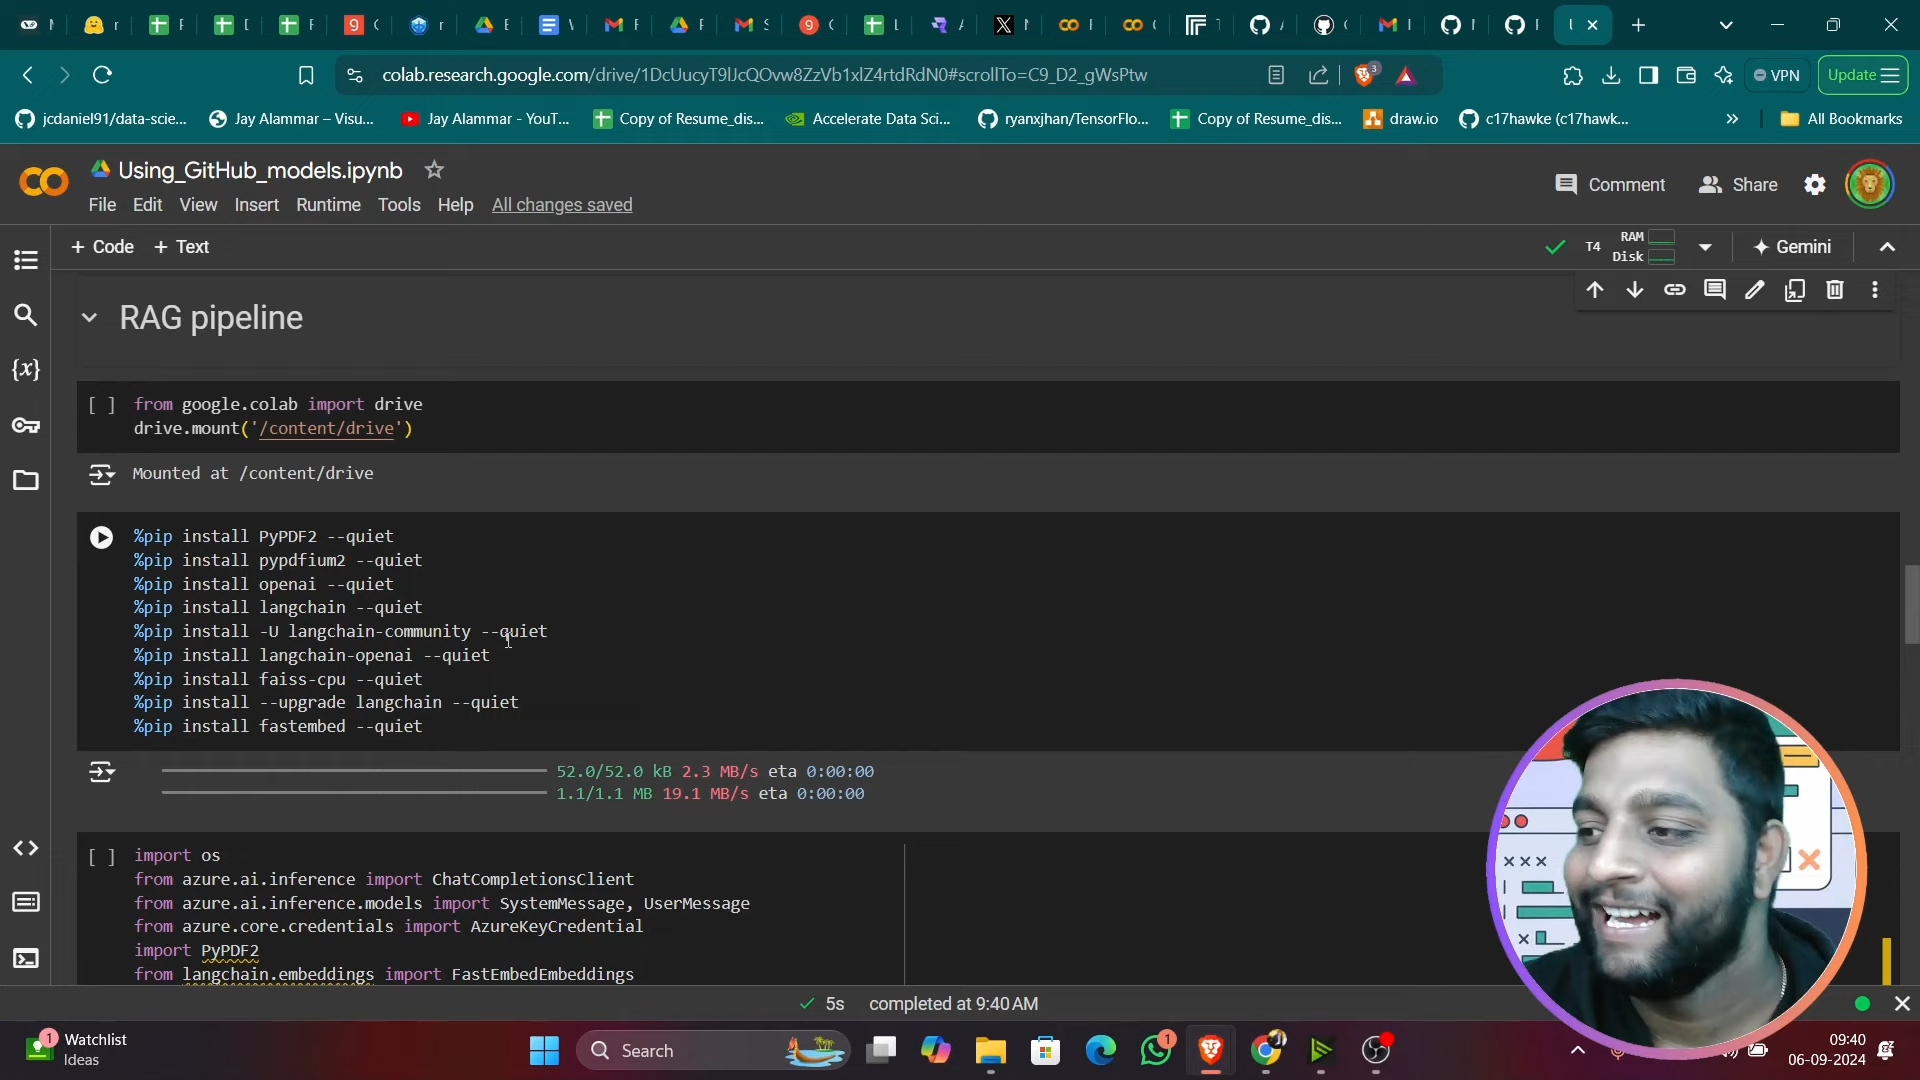 colab.research.google.com/drive/1DcUucyT9lJcQOvw8ZzVb1xlZ4rtdRdN0#scrollTo=C9_D2_gWsPtw
3
VPN
Update
jcdaniel91/data-scie...
Jay Alammar – Visu...
Jay Alammar - YouT...
Copy of Resume_dis...
Accelerate Data Sci...
ryanxjhan/TensorFlo...
Copy of Resume_dis...
draw.io
c17hawke (c17hawk...
All Bookmarks
Using_GitHub_models.ipynb
Comment
Share
File Edit View Insert Runtime Tools Help All changes saved
+ Code + Text
T4
RAM
Disk
Gemini
RAG pipeline
[ ] from google.colab import drive
drive.mount('/content/drive')
Mounted at /content/drive
%pip install PyPDF2 --quiet
%pip install pypdfium2 --quiet
%pip install openai --quiet
%pip install langchain --quiet
%pip install -U langchain-community --quiet
%pip install langchain-openai --quiet
%pip install faiss-cpu --quiet
%pip install --upgrade langchain --quiet
%pip install fastembed --quiet
52.0/52.0 kB 2.3 MB/s eta 0:00:00
1.1/1.1 MB 19.1 MB/s eta 0:00:00
[ ] import os
from azure.ai.inference import ChatCompletionsClient
from azure.ai.inference.models import SystemMessage, UserMessage
from azure.core.credentials import AzureKeyCredential
import PyPDF2
from langchain.embeddings import FastEmbedEmbeddings
5s completed at 9:40 AM
1
Watchlist
Ideas
Search
1
09:40
06-09-2024